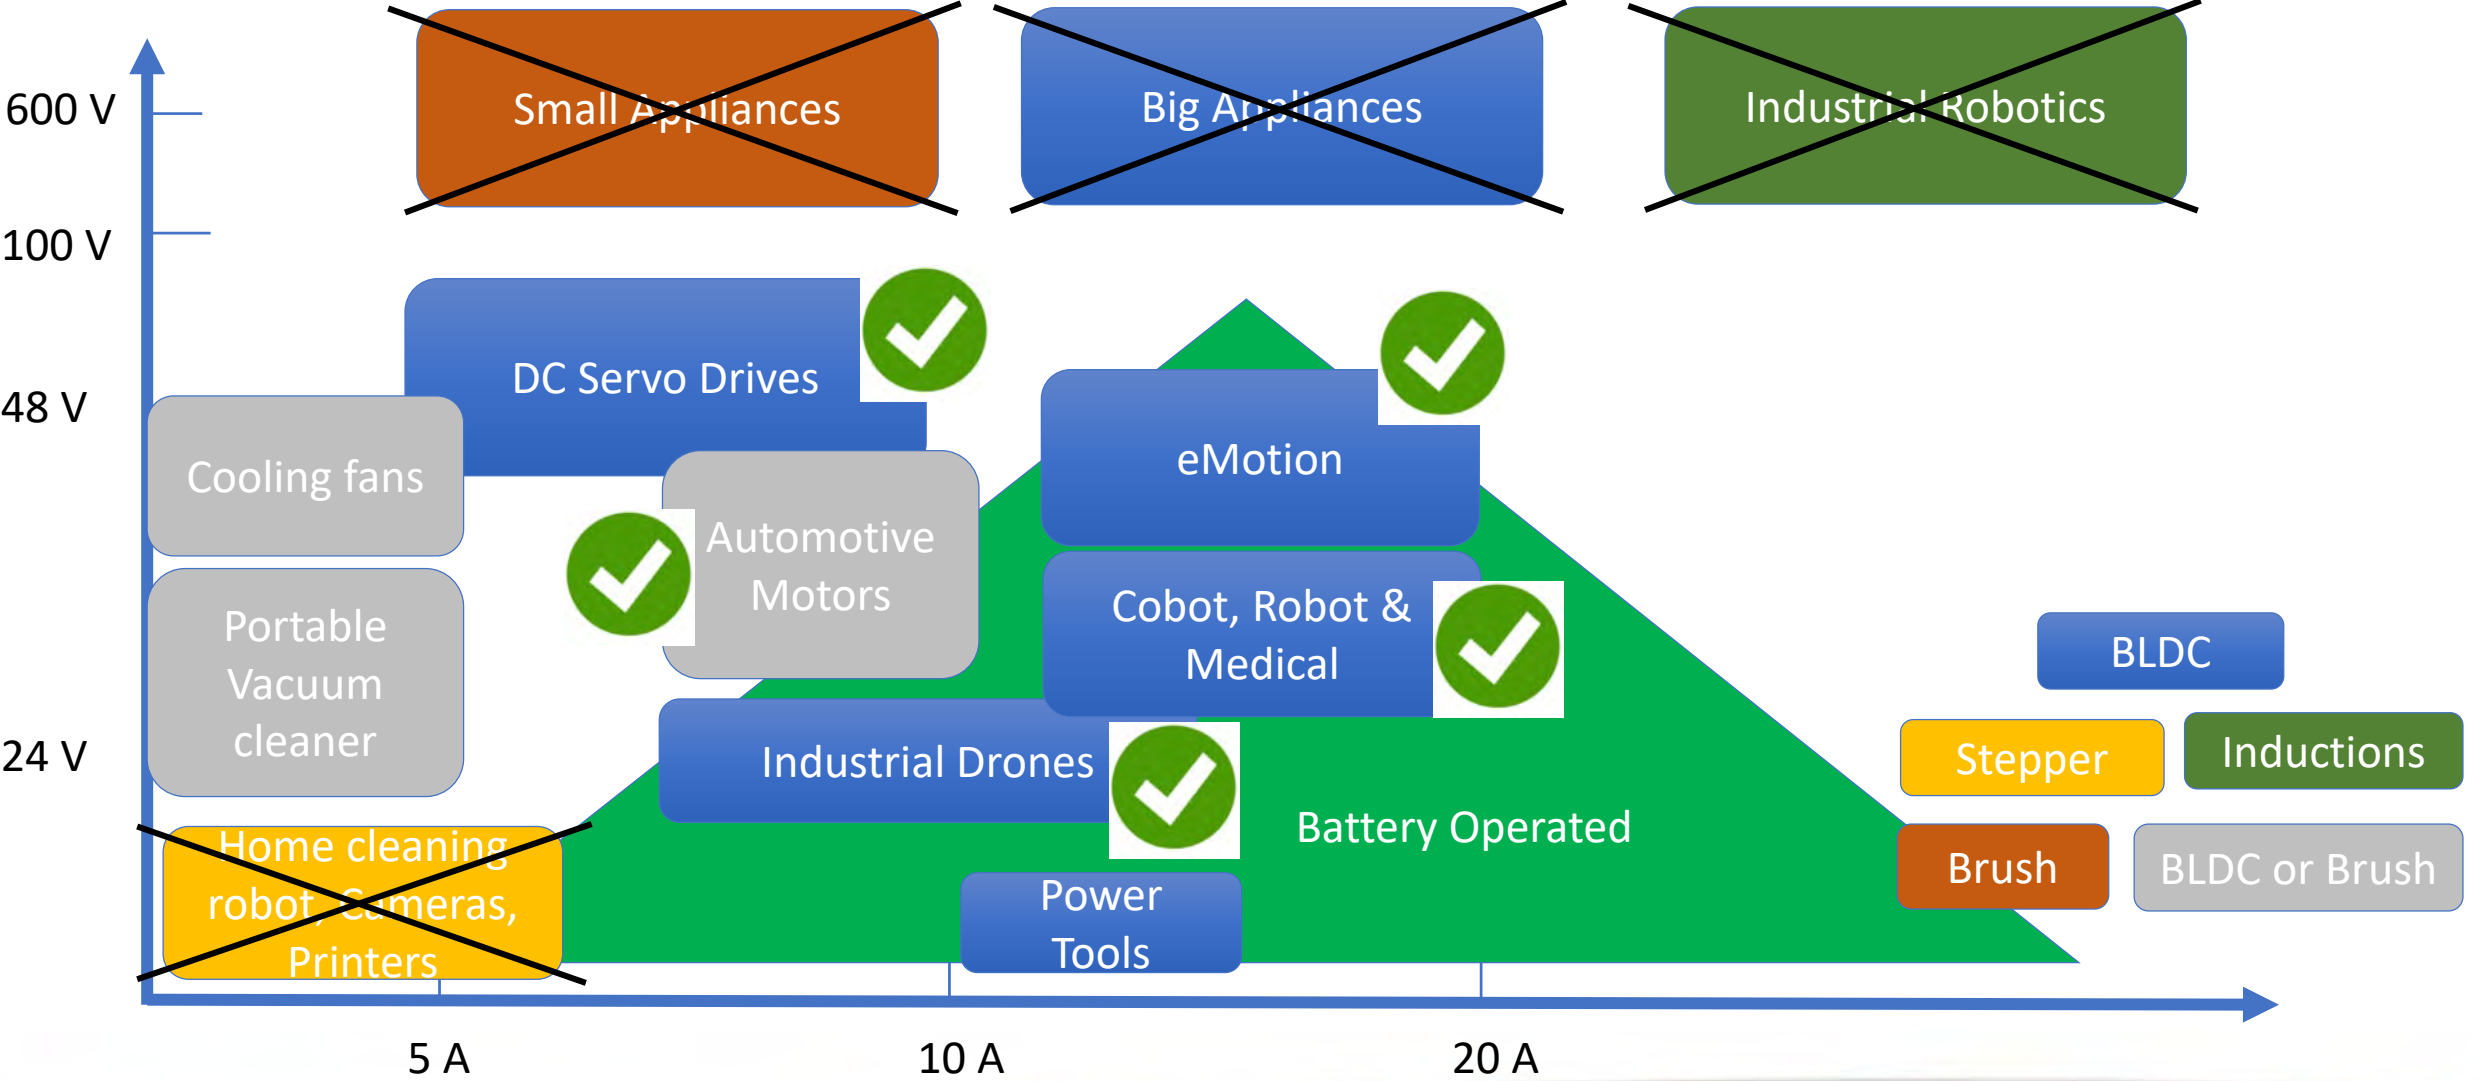 600 V
100 V
48 V
24 V
Small Appliances
Big Appliances
Industrial Robotics
DC Servo Drives
Cooling fans
eMotion
Automotive
Motors
Portable
Vacuum
cleaner
Cobot, Robot &
Medical
Industrial Drones
Battery Operated
Home cleaning
robot, Cameras,
Printers
Power
Tools
BLDC
Stepper
Inductions
Brush
BLDC or Brush
5 A
10 A
20 A